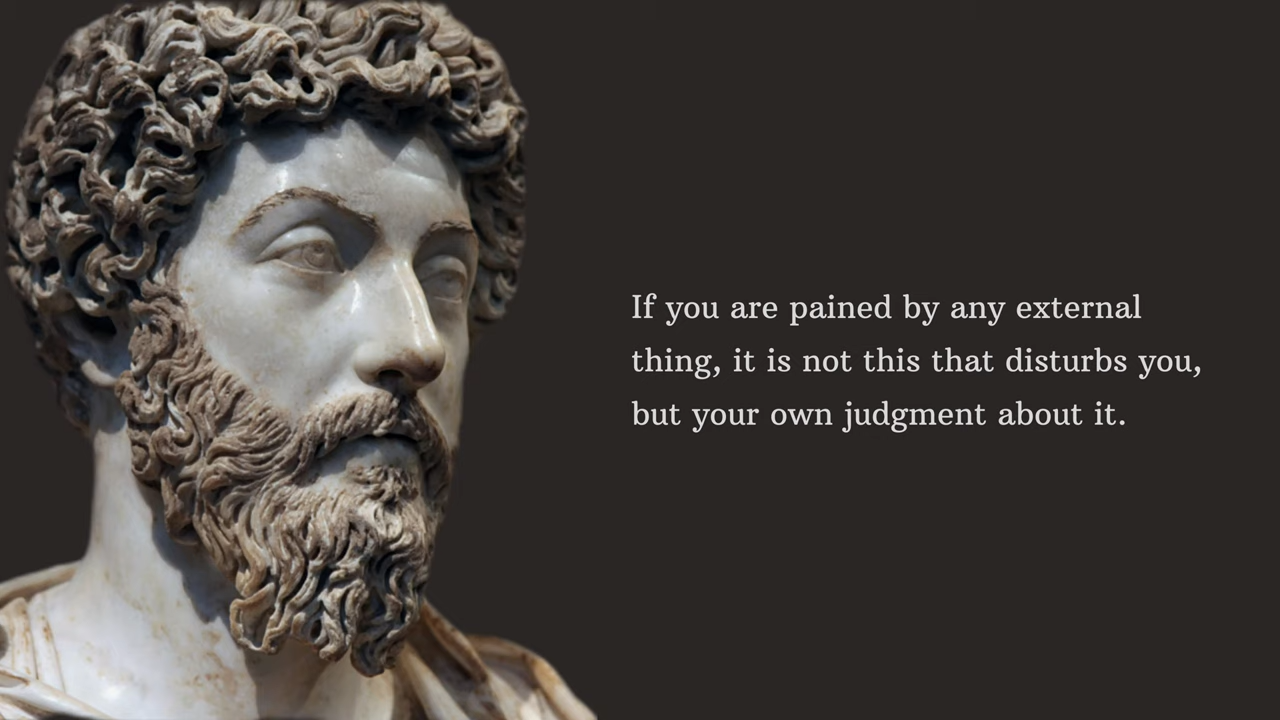 If you are pained by any external
thing, it is not this that disturbs you,
but your own judgment about it.